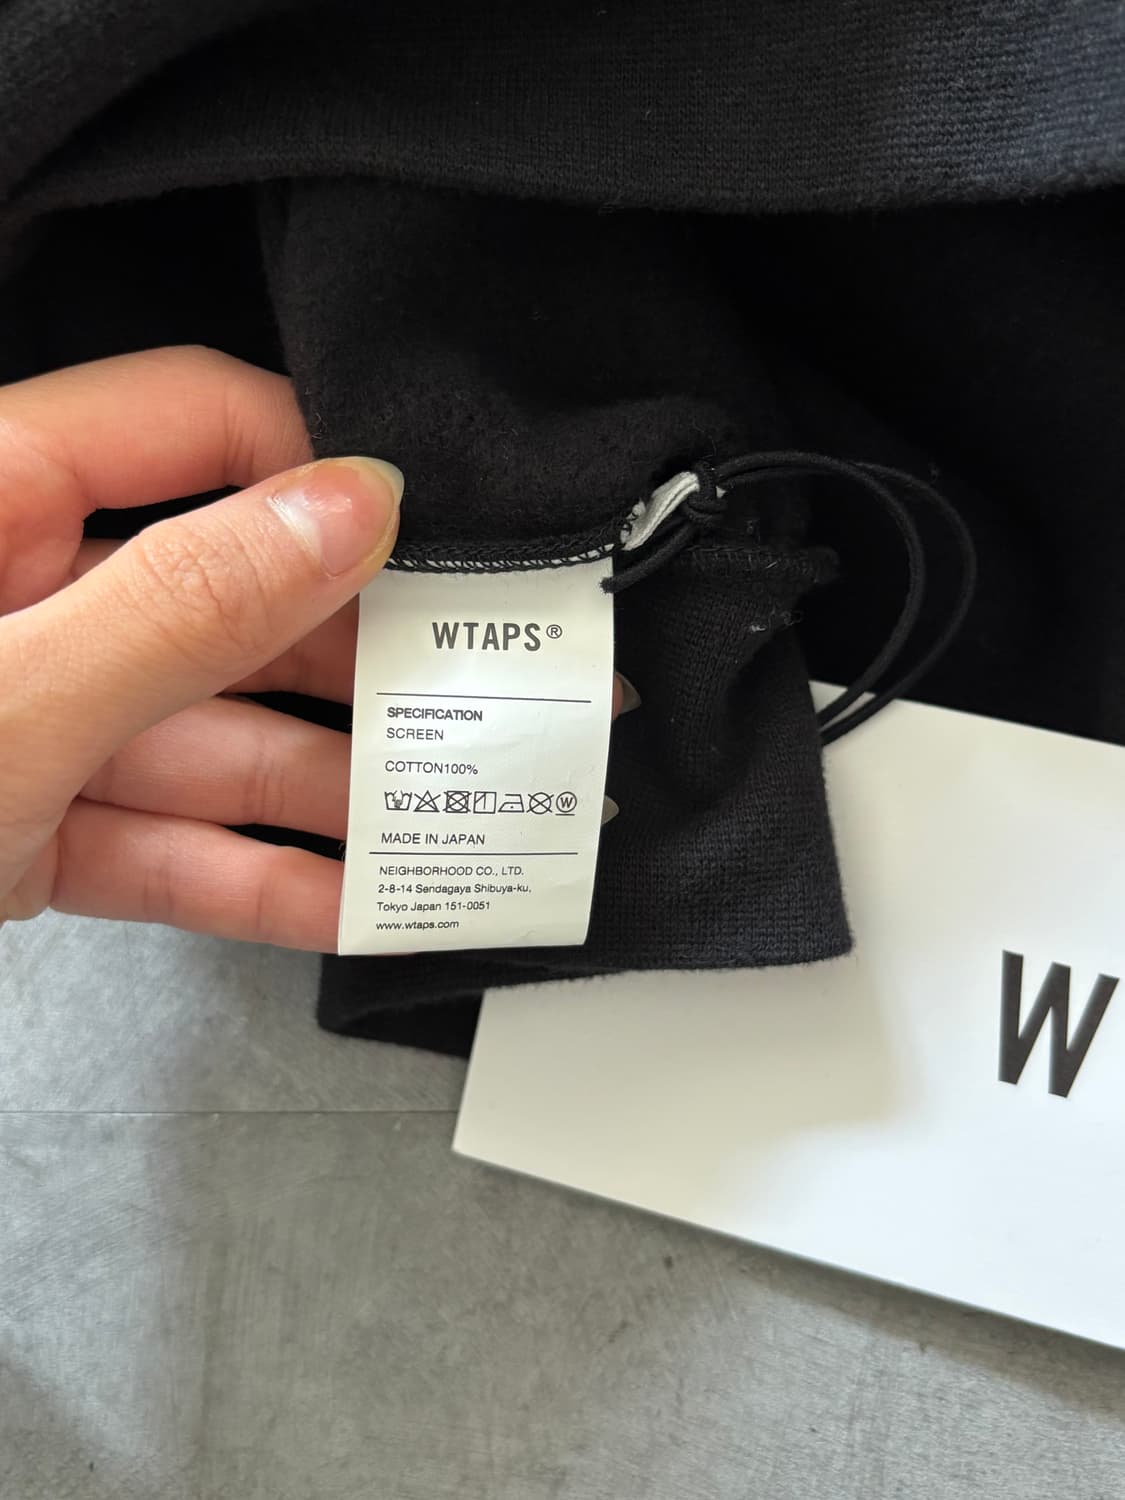 WTAPS®
SPECIFICATION
SCREEN
COTTON100%
W
MADE IN JAPAN
NEIGHBORHOOD CO., LTD.
2-8-14 Sendagaya Shibuya-ku,
Tokyo Japan 151-0051
www.wtaps.com
W